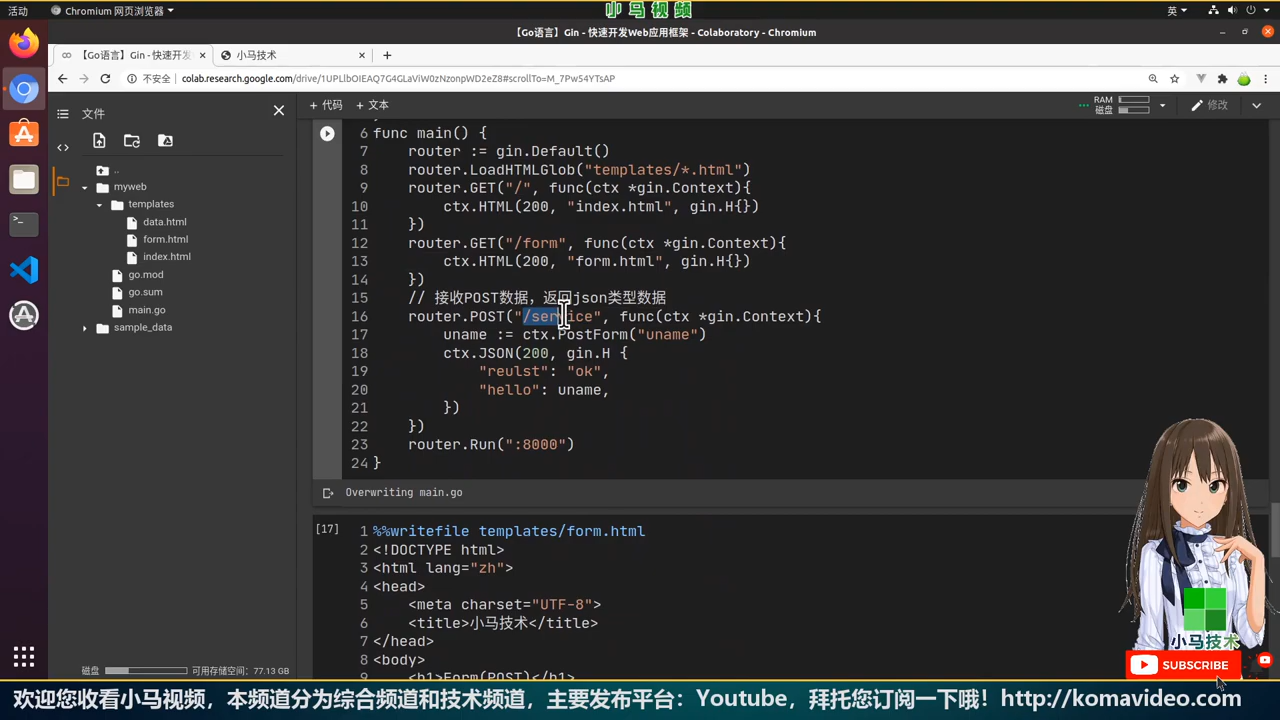 活动
Chromium 网页浏览器
小马视频
英
【Go语言】Gin - 快速开发Web应用框架 - Colaboratory - Chromium
【Go语言】Gin - 快速开发
小马技术
不安全
colab.research.google.com/drive/1UPLlbOIEAQ7G4GLaViW0zNzonpWD2eZ8#scrollTo=M_7Pw54YTsAP
文件
+ 代码 + 文本
RAM
磁盘
修改
..
myweb
templates
data.html
form.html
index.html
go.mod
go.sum
main.go
sample_data
6 func main() {
7 router := gin.Default()
8 router.LoadHTMLGlob("templates/*.html")
9 router.GET("/", func(ctx *gin.Context){
10 ctx.HTML(200, "index.html", gin.H{})
11 })
12 router.GET("/form", func(ctx *gin.Context){
13 ctx.HTML(200, "form.html", gin.H{})
14 })
15 // 接收POST数据，返回json类型数据
16 router.POST("/service", func(ctx *gin.Context){
17 uname := ctx.PostForm("uname")
18 ctx.JSON(200, gin.H {
19 "reulst": "ok",
20 "hello": uname,
21 })
22 })
23 router.Run(":8000")
24 }
Overwriting main.go
[17]
1 %%writefile templates/form.html
2 <!DOCTYPE html>
3 <html lang="zh">
4 <head>
5 <meta charset="UTF-8">
6 <title>小马技术</title>
7 </head>
8 <body>
9 <h1>Form(POST)</h1>
磁盘
可用存储空间：77.13 GB
小马技术
SUBSCRIBE
欢迎您收看小马视频，本频道分为综合频道和技术频道，主要发布平台：Youtube，拜托您订阅一下哦！http://komavideo.com